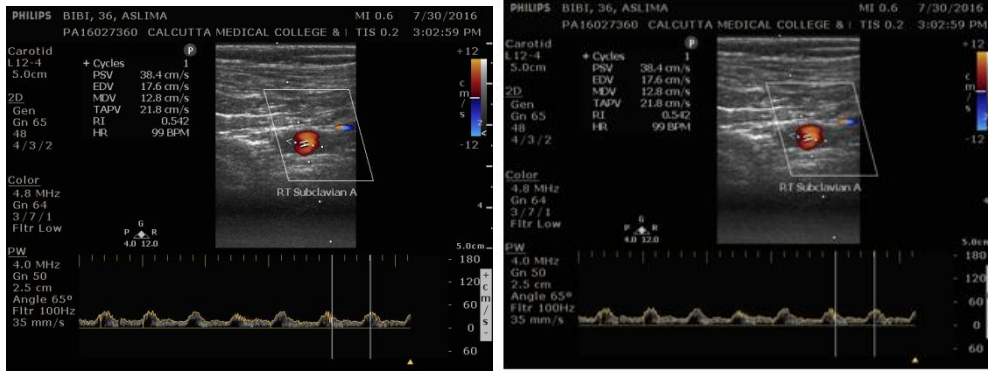 PHILIPS BIBI, 36, ASLIMA MI 0.6 7/30/2016
PA16027360 CALCUTTA MEDICAL COLLEGE & I TIS 0.2 3:02:59 PM
Carotid
L12-4
5.0cm
2D
Gen
Gn 65
48
4/3/2
Color
4.8 MHz
Gn 64
3/7/1
Fltr Low
PW
4.0 MHz
Gn 50
2.5 cm
Angle 65º
Fltr 100Hz
35 mm/s
P
+ Cycles 1
PSV 38.4 cm/s
EDV 17.6 cm/s
MDV 12.8 cm/s
TAPV 21.8 cm/s
RI 0.542
HR 99 BPM
RT Subclavian A
G
P R
4.0 12.0
+12
c
m
/
s
-12
4
5.0cm
180
120
60
0
60
+
c
m
/
s
-
PHILIPS BIBI, 36, ASLIMA MI 0.6 7/30/2016
PA16027360 CALCUTTA MEDICAL COLLEGE & I TIS 0.2 3:02:59 PM
Carotid
L12-4
5.0cm
2D
Gen
Gn 65
48
4/3/2
Color
4.8 MHz
Gn 64
3/7/1
Fltr Low
PW
4.0 MHz
Gn 50
2.5 cm
Angle 65º
Fltr 100Hz
35 mm/s
P
+ Cycles 1
PSV 38.4 cm/s
EDV 17.6 cm/s
MDV 12.8 cm/s
TAPV 21.8 cm/s
RI 0.542
HR 99 BPM
RT Subclavian A
G
P R
4.0 12.0
+12
c
m
/
s
-12
4
5.0cm
180
120
60
0
60